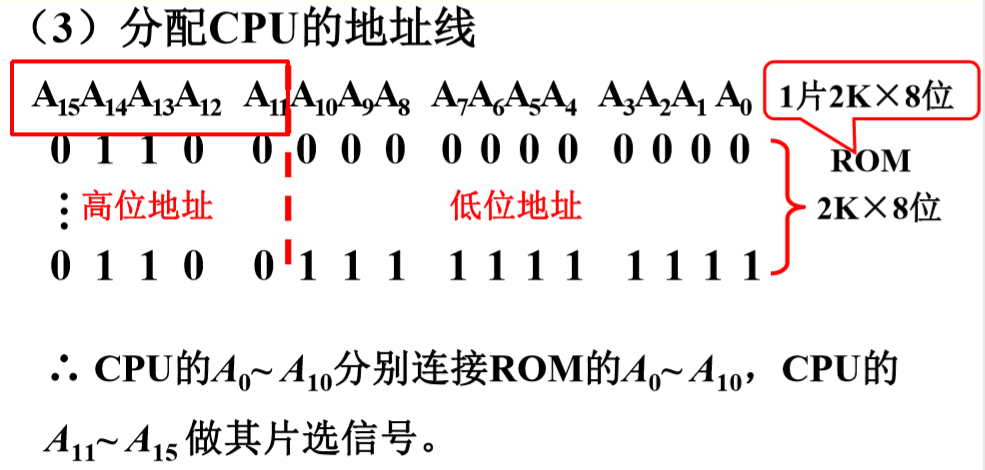 （3）分配CPU的地址线
A₁₅A₁₄A₁₃A₁₂ A₁₁A₁₀A₉A₈ A₇A₆A₅A₄ A₃A₂A₁ A₀ 1片2K×8位
0 1 1 0 0 0 0 0 0 0 0 0 0 0 0 0 ROM
⋮ 高位地址 低位地址 2K×8位
0 1 1 0 0 1 1 1 1 1 1 1 1 1 1 1
∴ CPU的A₀~ A₁₀分别连接ROM的A₀~ A₁₀，CPU的
A₁₁~ A₁₅ 做其片选信号。